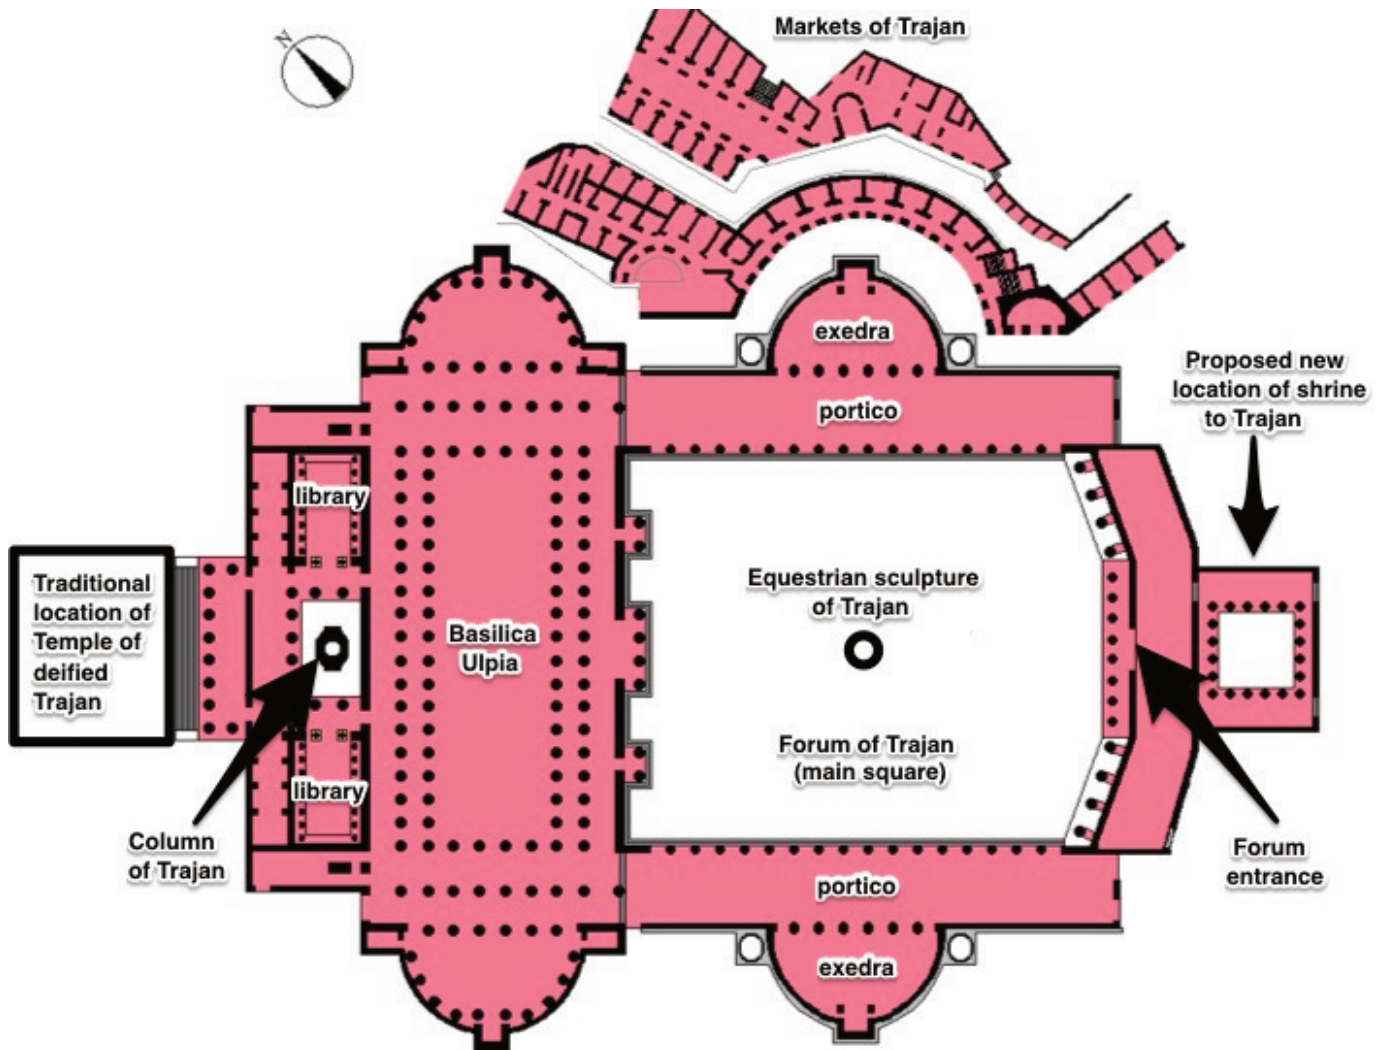 N
Markets of Trajan
exedra
Proposed new
location of shrine
to Trajan
portico
library
Traditional
location of
Temple of
deified
Trajan
Basilica
Ulpia
Equestrian sculpture
of Trajan
Forum of Trajan
(main square)
library
Column
of Trajan
Forum
entrance
portico
exedra